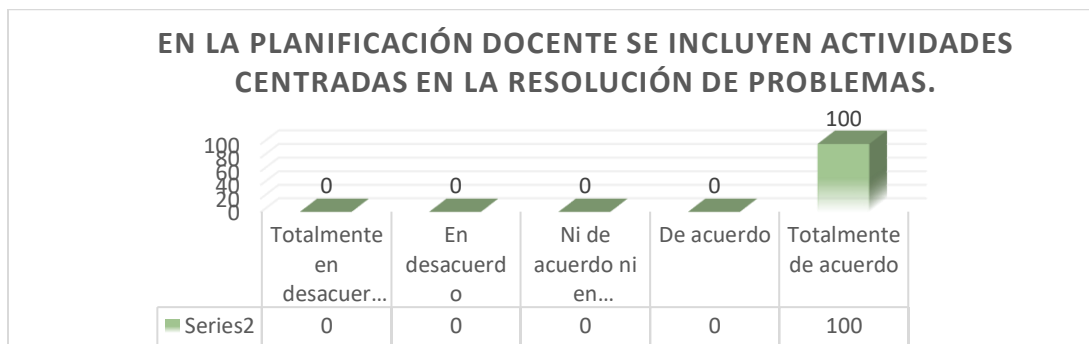 EN LA PLANIFICACIÓN DOCENTE SE INCLUYEN ACTIVIDADES
CENTRADAS EN LA RESOLUCIÓN DE PROBLEMAS.
100
100
80
60
40
20
0
0 0 0 0
Totalmente En Ni de De acuerdo Totalmente
en desacuerd acuerdo ni de acuerdo
desacuer... o en...
Series2 0 0 0 0 100